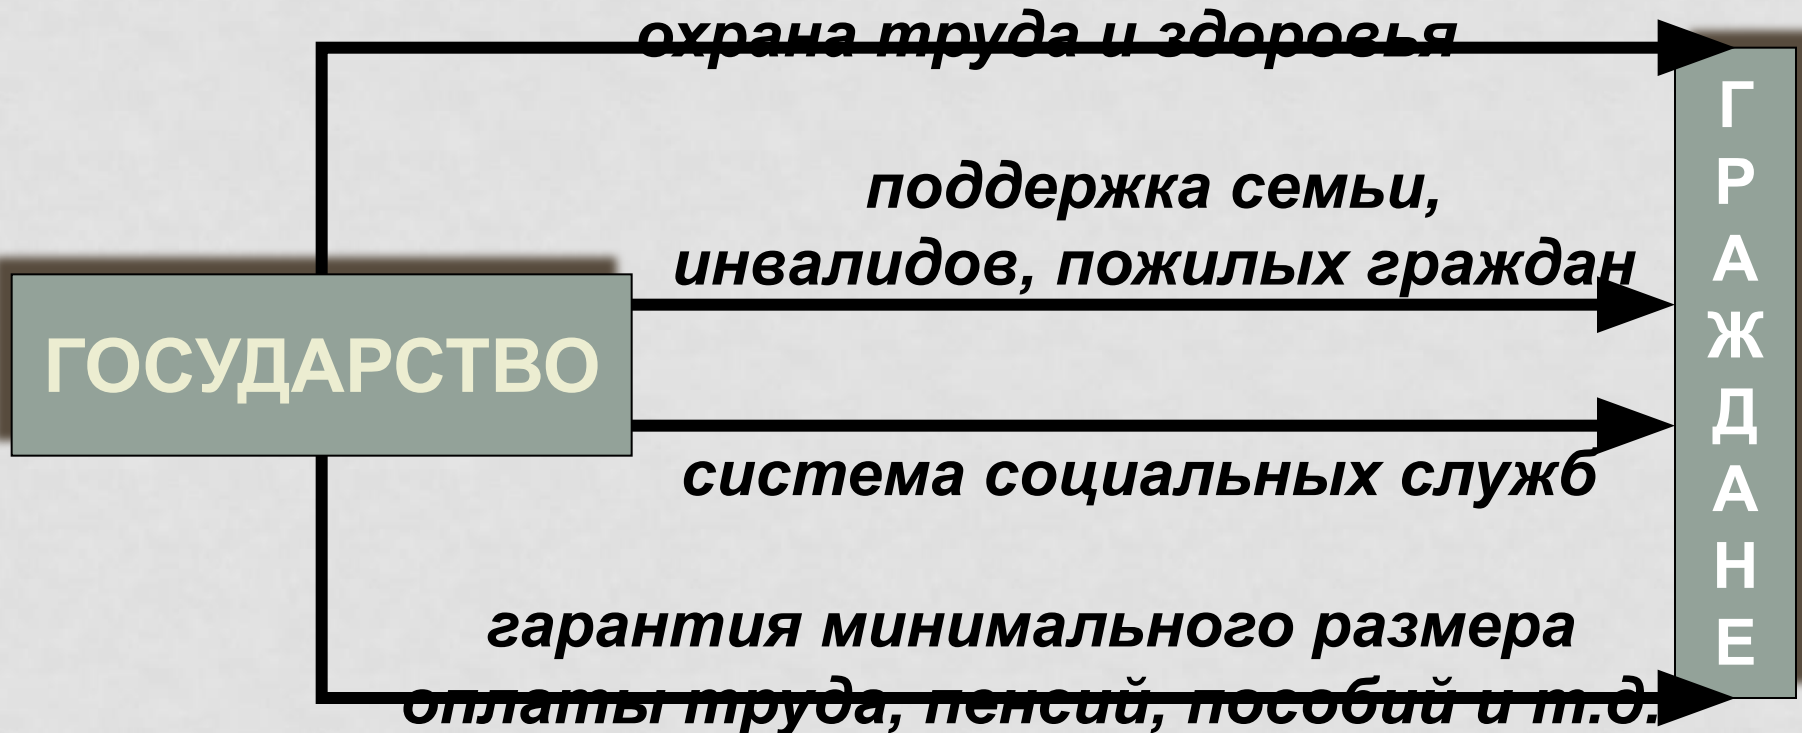 охрана труда и здоровья
поддержка семьи,
инвалидов, пожилых граждан
ГОСУДАРСТВО
система социальных служб
гарантия минимального размера
оплаты труда, пенсий, пособий и т.д.
Г
Р
А
Ж
Д
А
Н
Е